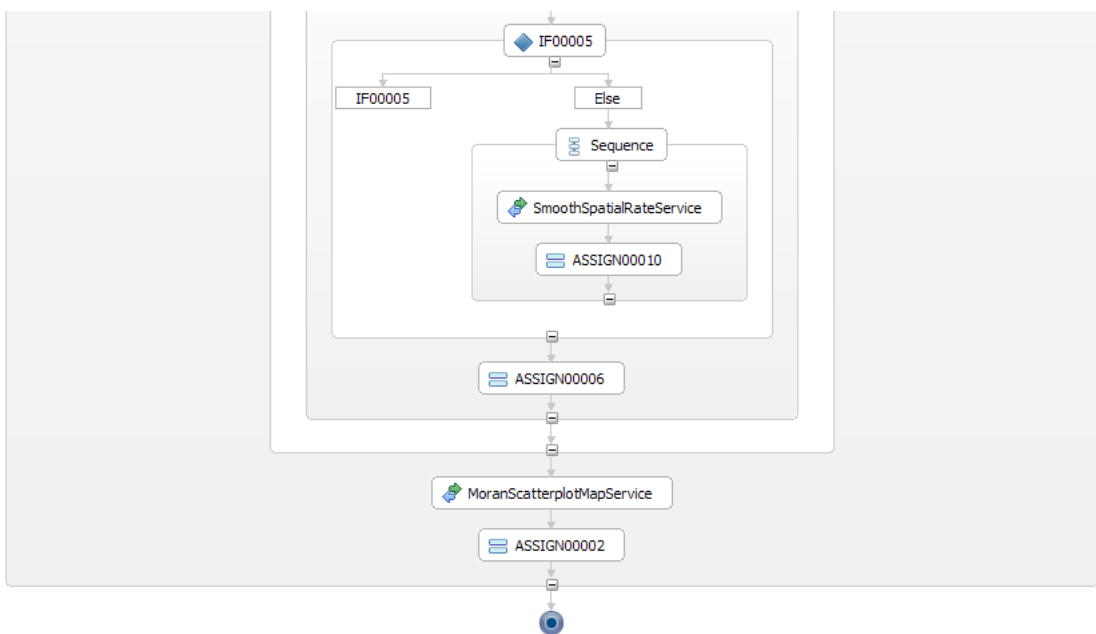 IF00005
IF00005
Else
Sequence
SmoothSpatialRateService
ASSIGN00010
ASSIGN00006
MoranScatterplotMapService
ASSIGN00002